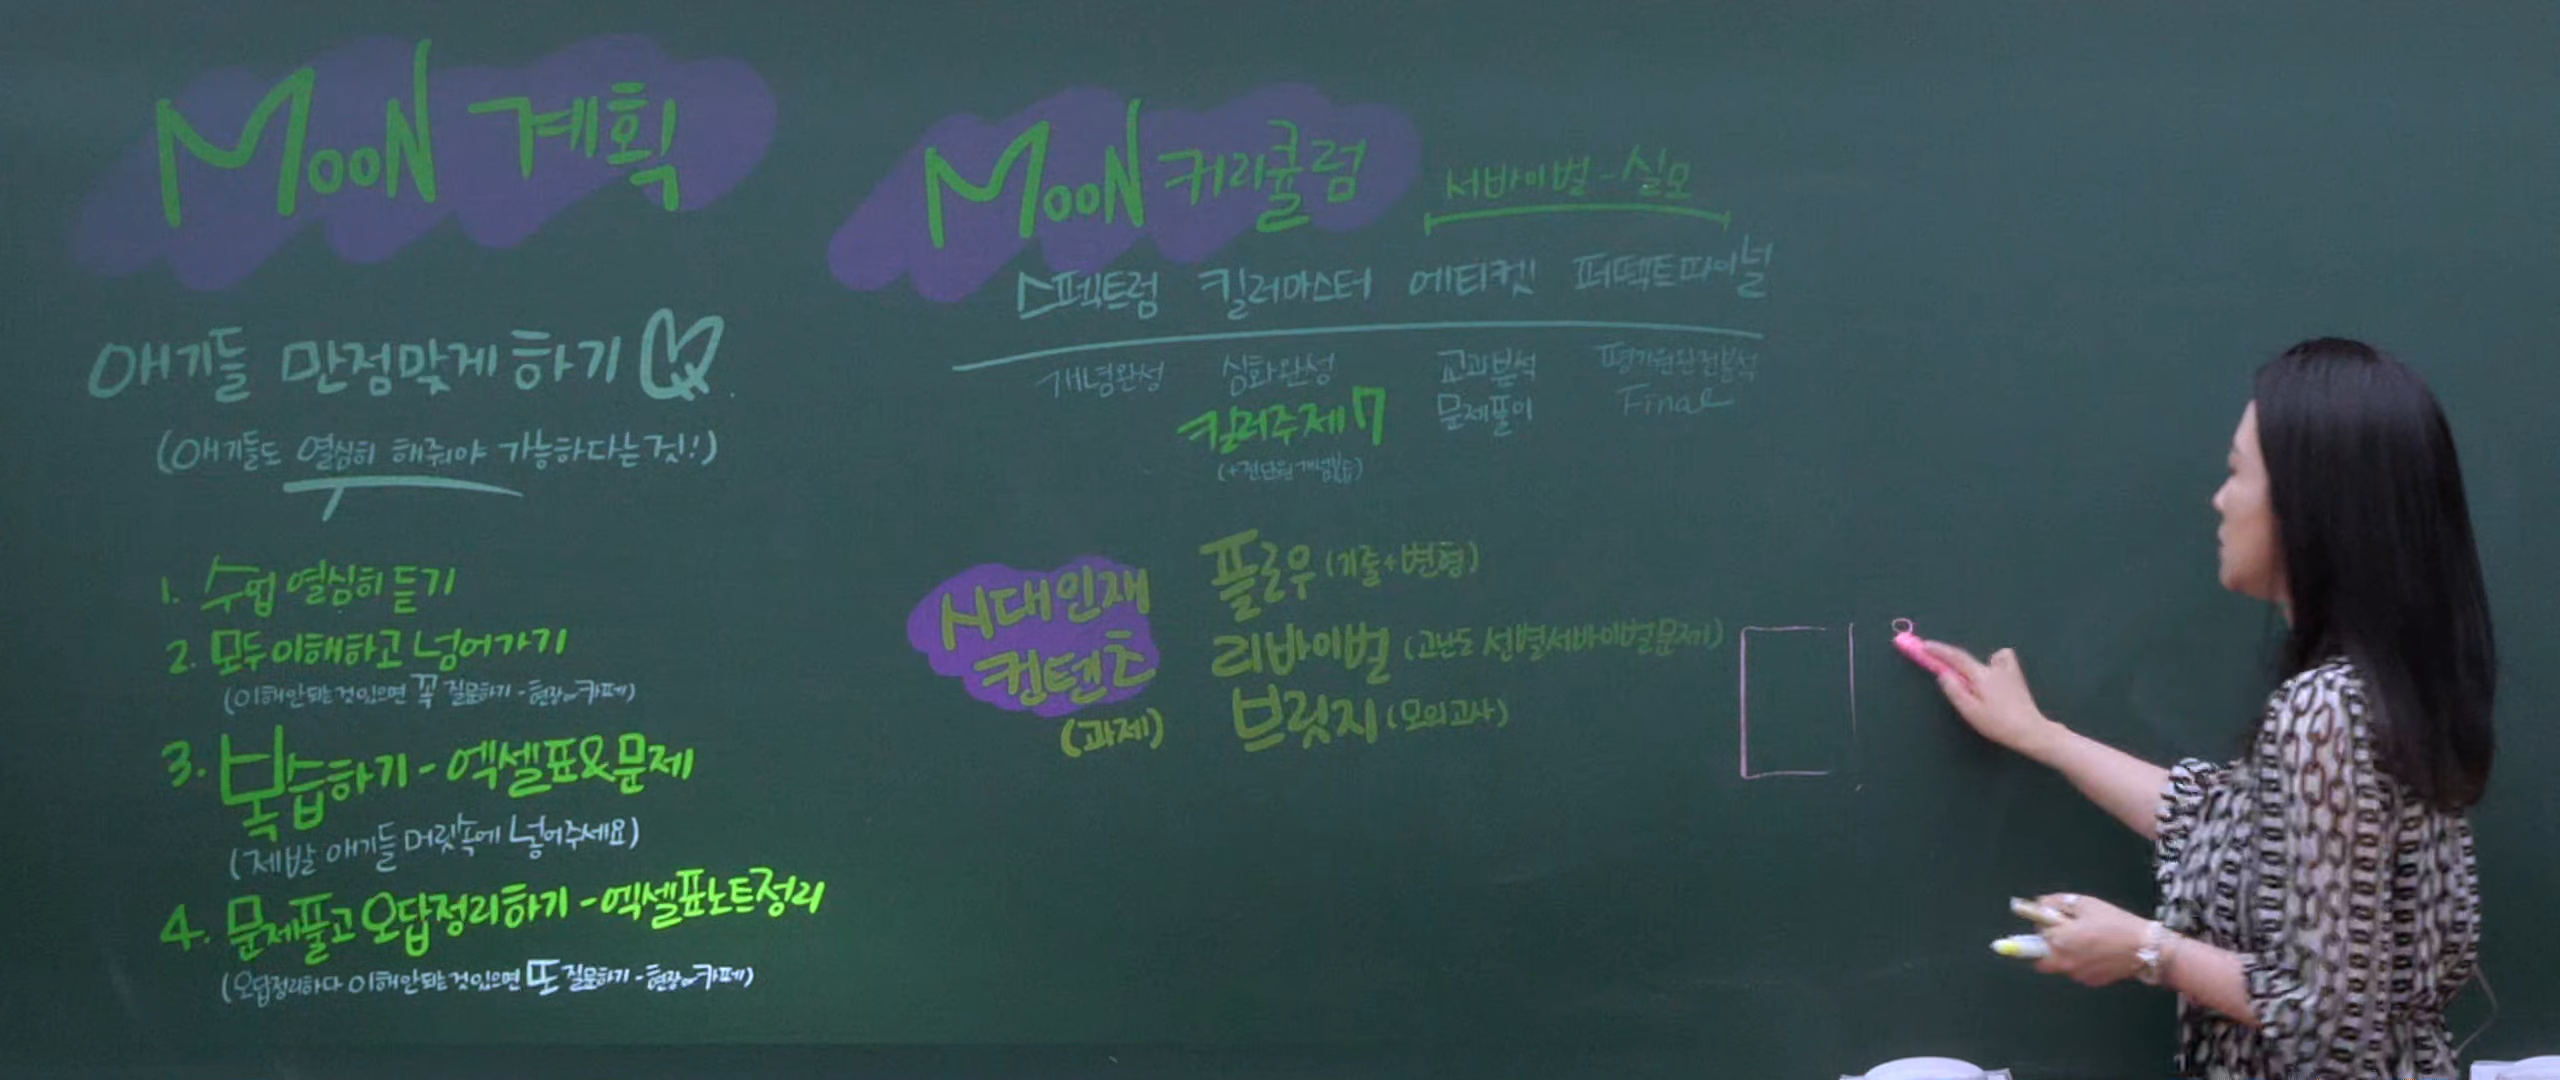 MOON 계획
애기들 만점맞게 하기
(애기들도 열심히 해줘야 가능하다는것!)
1. 수업 열심히 듣기
2. 모두 이해하고 넘어가기
(이해안되는것있으면 꼭 질문하기 - 현장or카페)
3. 복습하기 - 엑셀표&문제
(제발 애기들 머릿속에 넣어주세요)
4. 문제풀고 오답정리하기 - 엑셀표노트정리
(오답정리하다 이해안되는것있으면 또 질문하기 - 현장or카페)
MOON 커리큘럼
서바이벌 - 실모
스펙트럼 킬러마스터 에티켓 퍼펙트파이널
개념완성 심화완성 교과분석 평가원완전분석
킬러주제 7 문제풀이 Final
(+전단원 개념복습)
시대인재
컨텐츠
(과제)
플로우 (기출+변형)
리바이벌 (고난도 선별서바이벌문제)
브릿지 (모의고사)